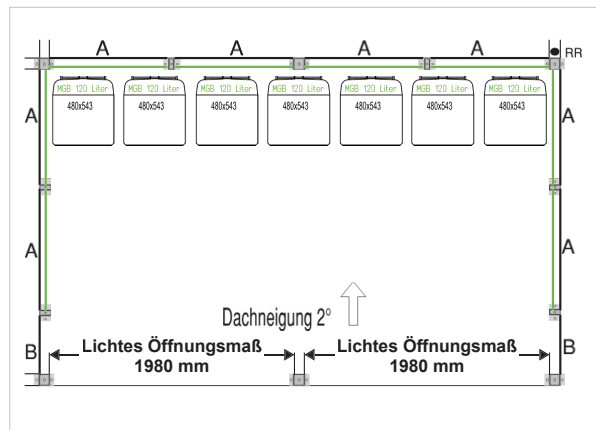 A A A A
RR
MGB 120 Liter MGB 120 Liter MGB 120 Liter MGB 120 Liter MGB 120 Liter MGB 120 Liter MGB 120 Liter
480x543 480x543 480x543 480x543 480x543 480x543 480x543
A A
A A
Dachneigung 2°
B Lichtes Öffnungsmaß Lichtes Öffnungsmaß B
1980 mm 1980 mm